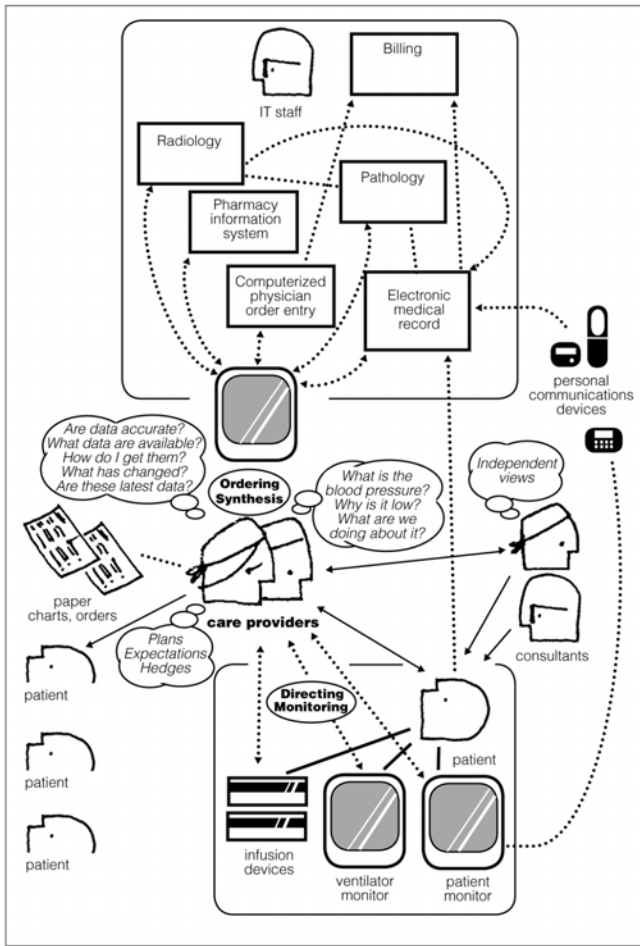 Billing
IT staff
Radiology
Pathology
Pharmacy
information
system
Computerized
physician
order entry
Electronic
medical
record
personal
communications
devices
Are data accurate?
What data are available?
How do I get them?
What has changed?
Are these latest data?
Ordering
Synthesis
What is the
blood pressure?
Why is it low?
What are we
doing about it?
Independent
views
paper
charts, orders
care providers
consultants
Plans
Expectations
Hedges
patient
Directing
Monitoring
patient
patient
patient
infusion
devices
ventilator
monitor
patient
monitor